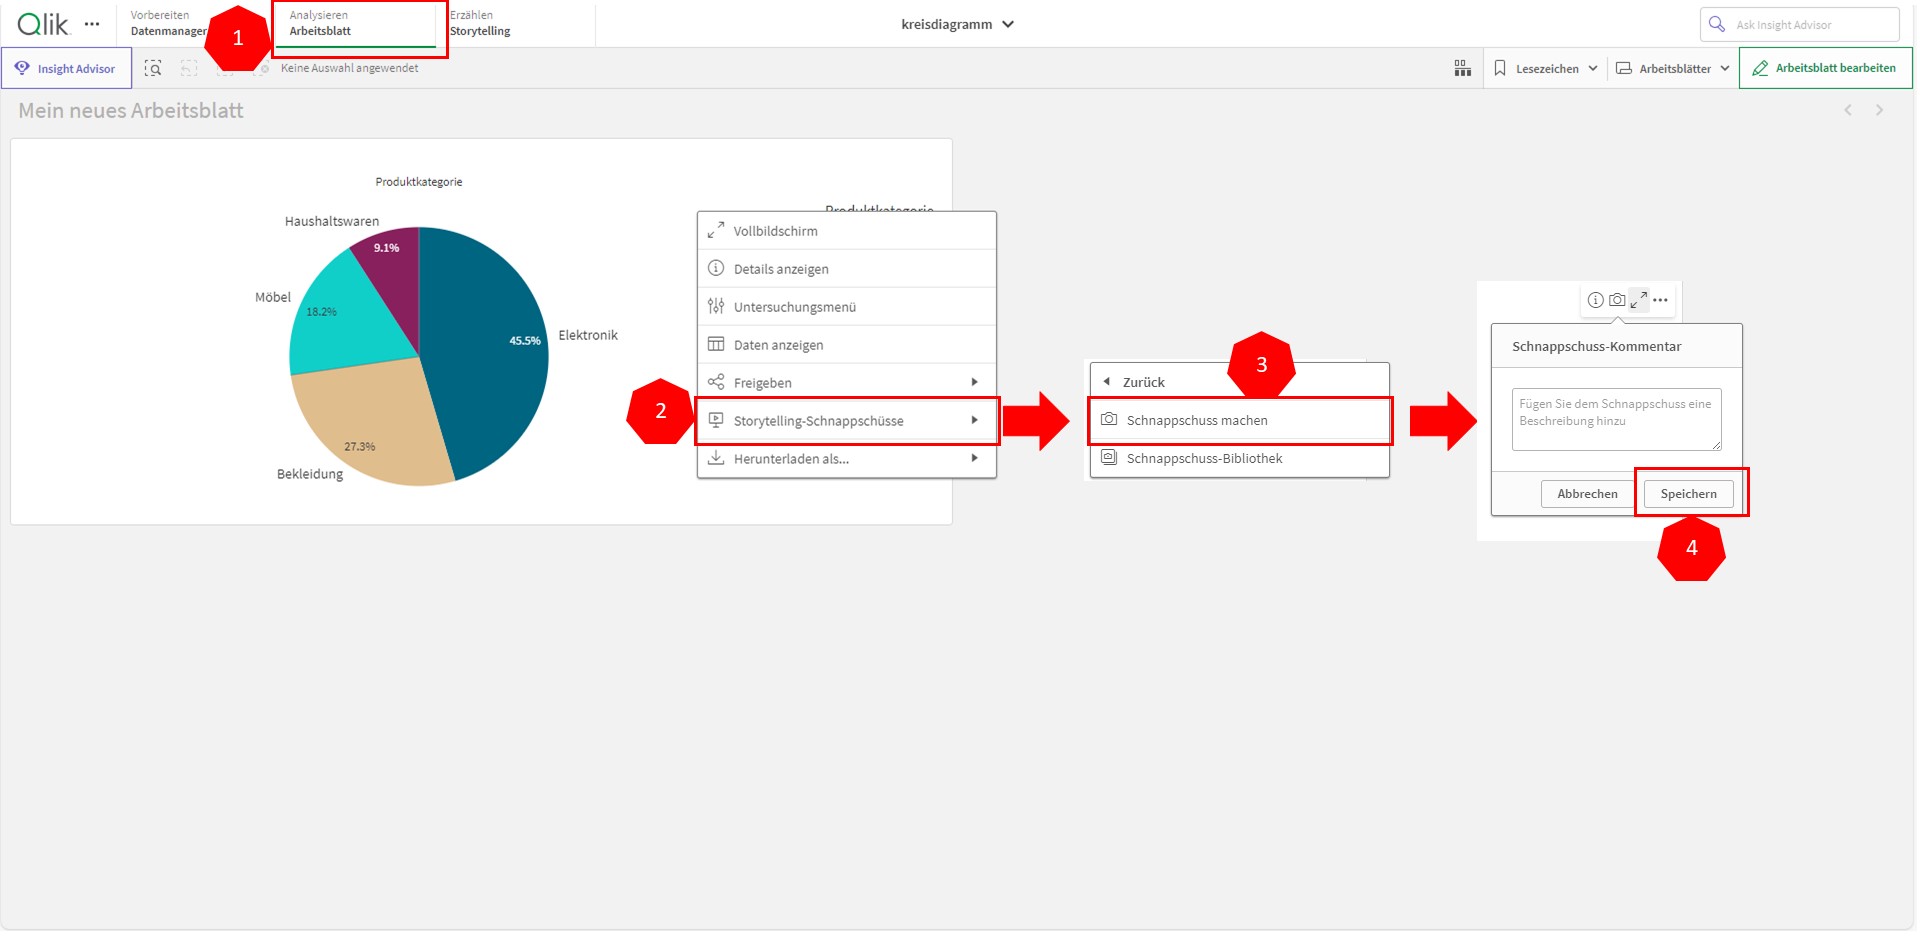 Qlik
Vorbereiten
Datenmanager
1
Analysieren
Arbeitsblatt
Erzählen
Storytelling
kreisdiagramm
Ask Insight Advisor
Insight Advisor
Keine Auswahl angewendet
Lesezeichen
Arbeitsblätter
Arbeitsblatt bearbeiten
Mein neues Arbeitsblatt
Produktkategorie
Produktkategorie
Haushaltswaren
9.1%
Möbel
18.2%
45.5%
Elektronik
27.3%
Bekleidung
Vollbildschirm
Details anzeigen
Untersuchungsmenü
Daten anzeigen
Freigeben
2
Storytelling-Schnappschüsse
Herunterladen als...
3
Zurück
Schnappschuss machen
Schnappschuss-Bibliothek
Schnappschuss-Kommentar
Fügen Sie dem Schnappschuss eine
Beschreibung hinzu
Abbrechen
Speichern
4